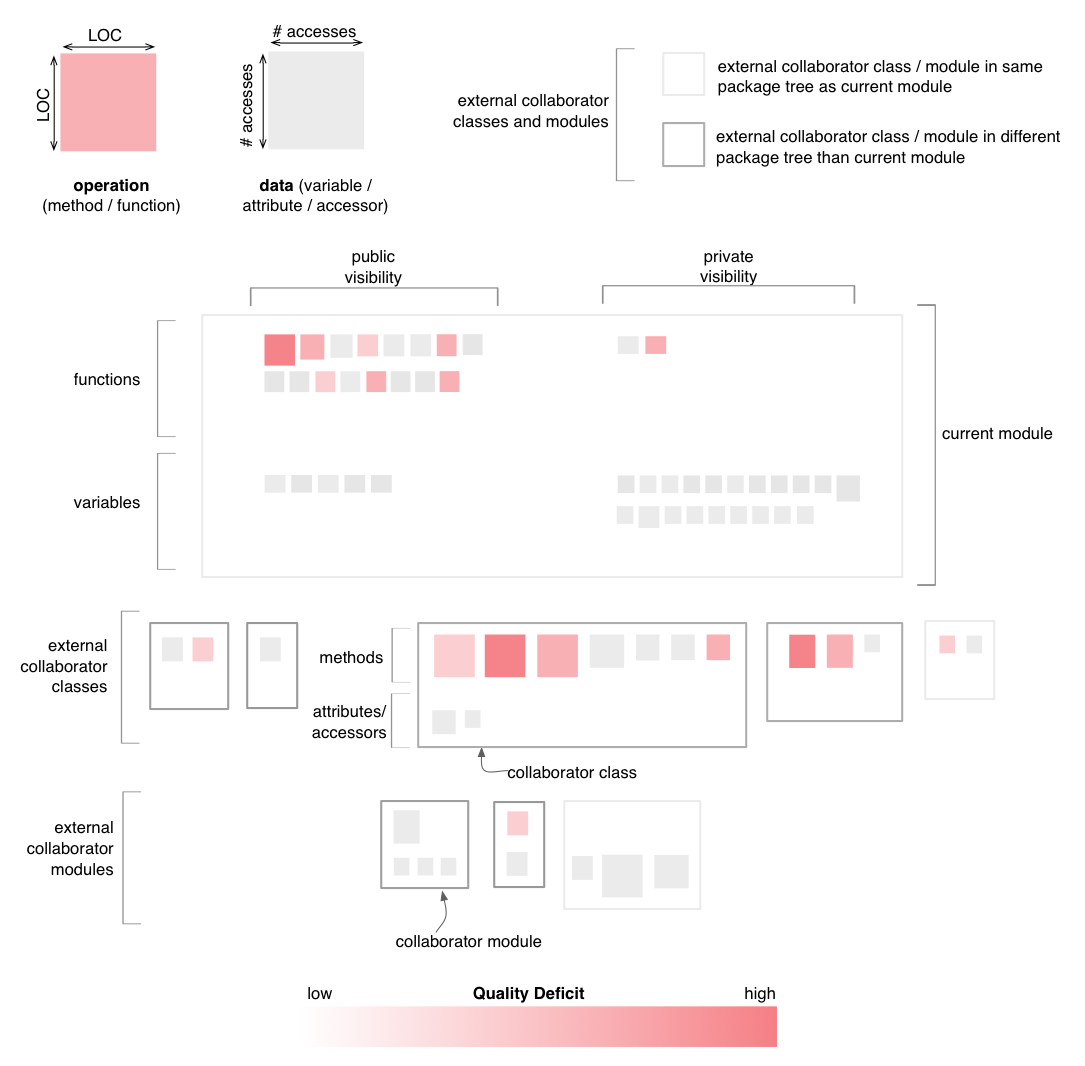 LOC
LOC
operation
(method / function)
# accesses
# accesses
data (variable /
attribute / accessor)
external collaborator
classes and modules
external collaborator class / module in same
package tree as current module
external collaborator class / module in different
package tree than current module
public
visibility
private
visibility
functions
variables
current module
external
collaborator
classes
methods
attributes/
accessors
collaborator class
external
collaborator
modules
collaborator module
low
Quality Deficit
high